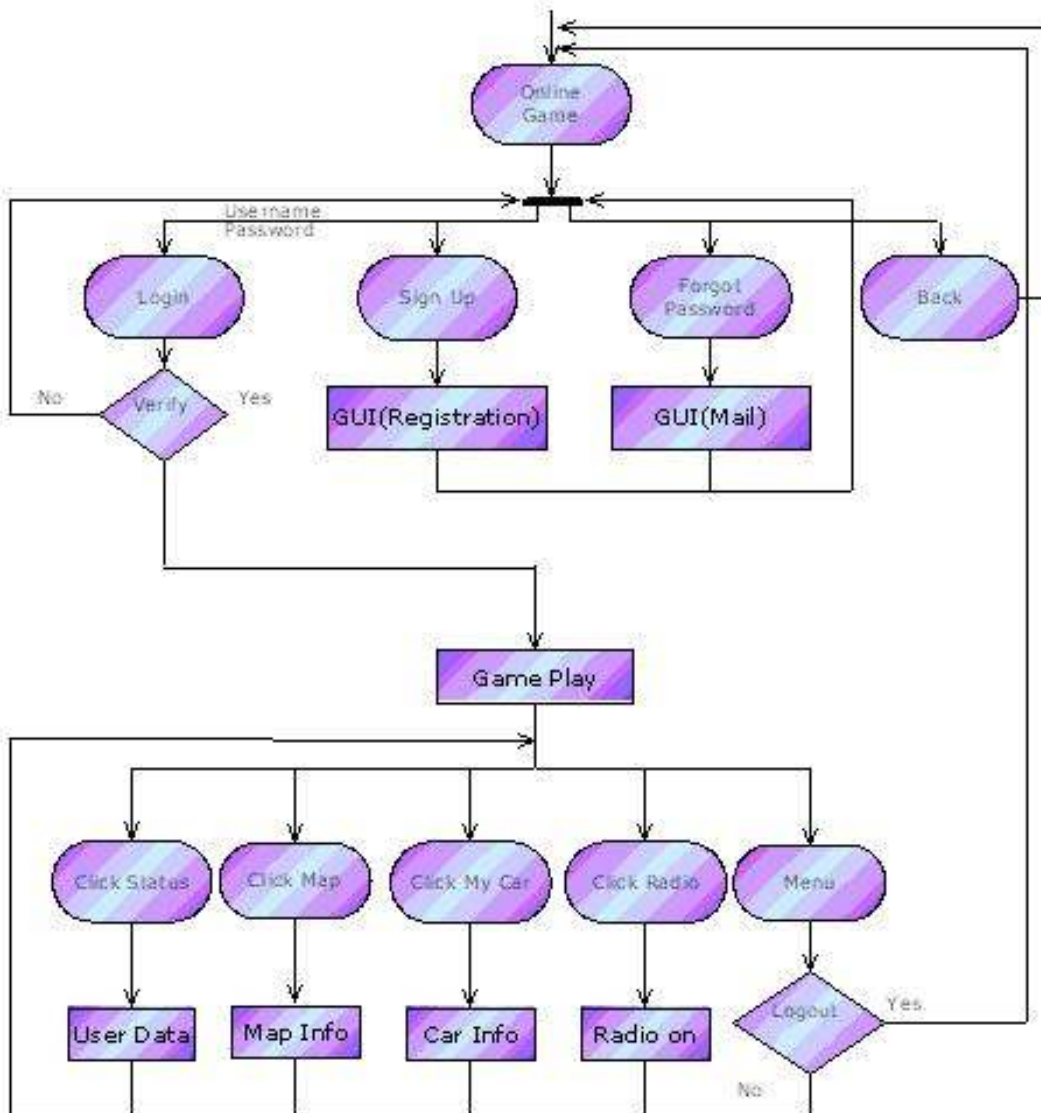 Online
Game
Username
Password
Login
Sign Up
Forgot
Password
Back
No
Verify
Yes
GUI(Registration)
GUI(Mail)
Game Play
Click Status
Click Map
Click My Car
Click Radio
Menu
User Data
Map Info
Car Info
Radio on
Logout
Yes
No